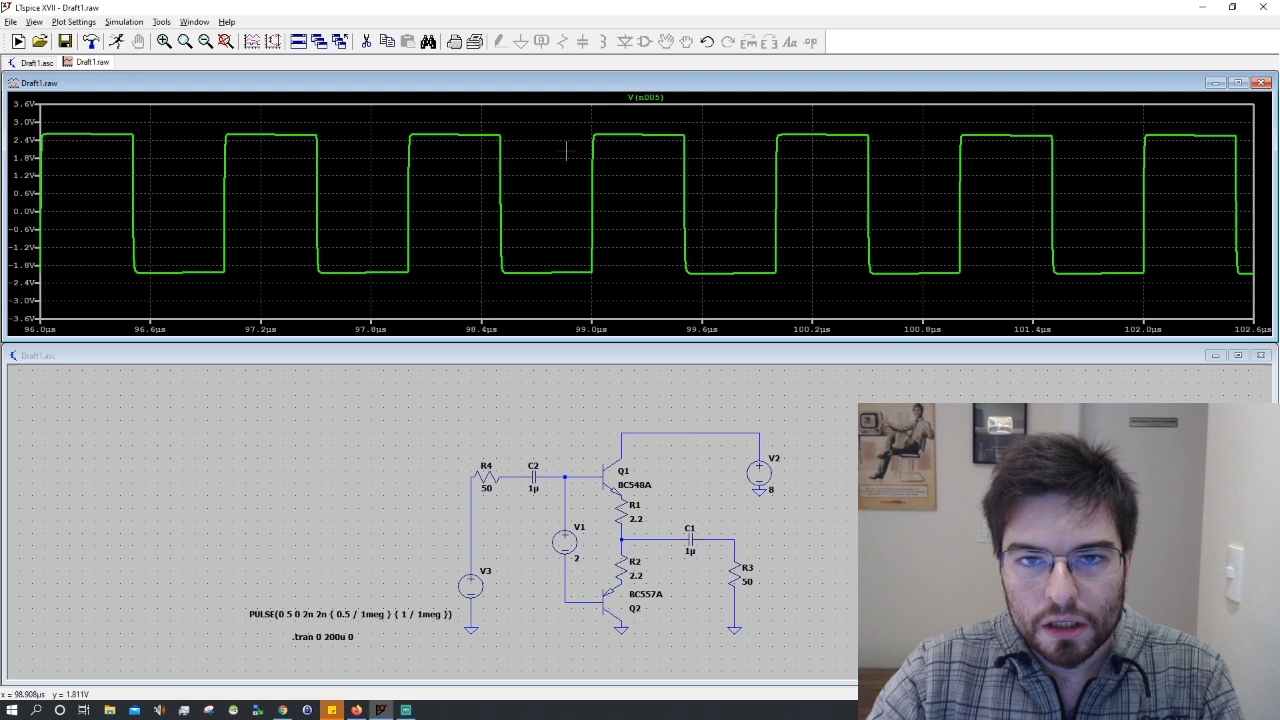 LTspice XVII - Draft1.raw
File View Plot Settings Simulation Tools Window Help
Draft1.asc Draft1.raw
Draft1.raw
V(n005)
3.6V
3.0V
2.4V
1.8V
1.2V
0.6V
0.0V
-0.6V
-1.2V
-1.8V
-2.4V
-3.0V
-3.6V
96.0µs 96.6µs 97.2µs 97.8µs 98.4µs 99.0µs 99.6µs 100.2µs 100.8µs 101.4µs 102.0µs 102.6µs
Draft1.asc
R4
50
C2
1µ
Q1
BC548A
V2
8
R1
2.2
V1
2
C1
1µ
R2
2.2
R3
50
V3
BC557A
Q2
PULSE(0 5 0 2n 2n { 0.5 / 1meg } { 1 / 1meg })
.tran 0 200u 0
x = 98.908µs y = 1.811V